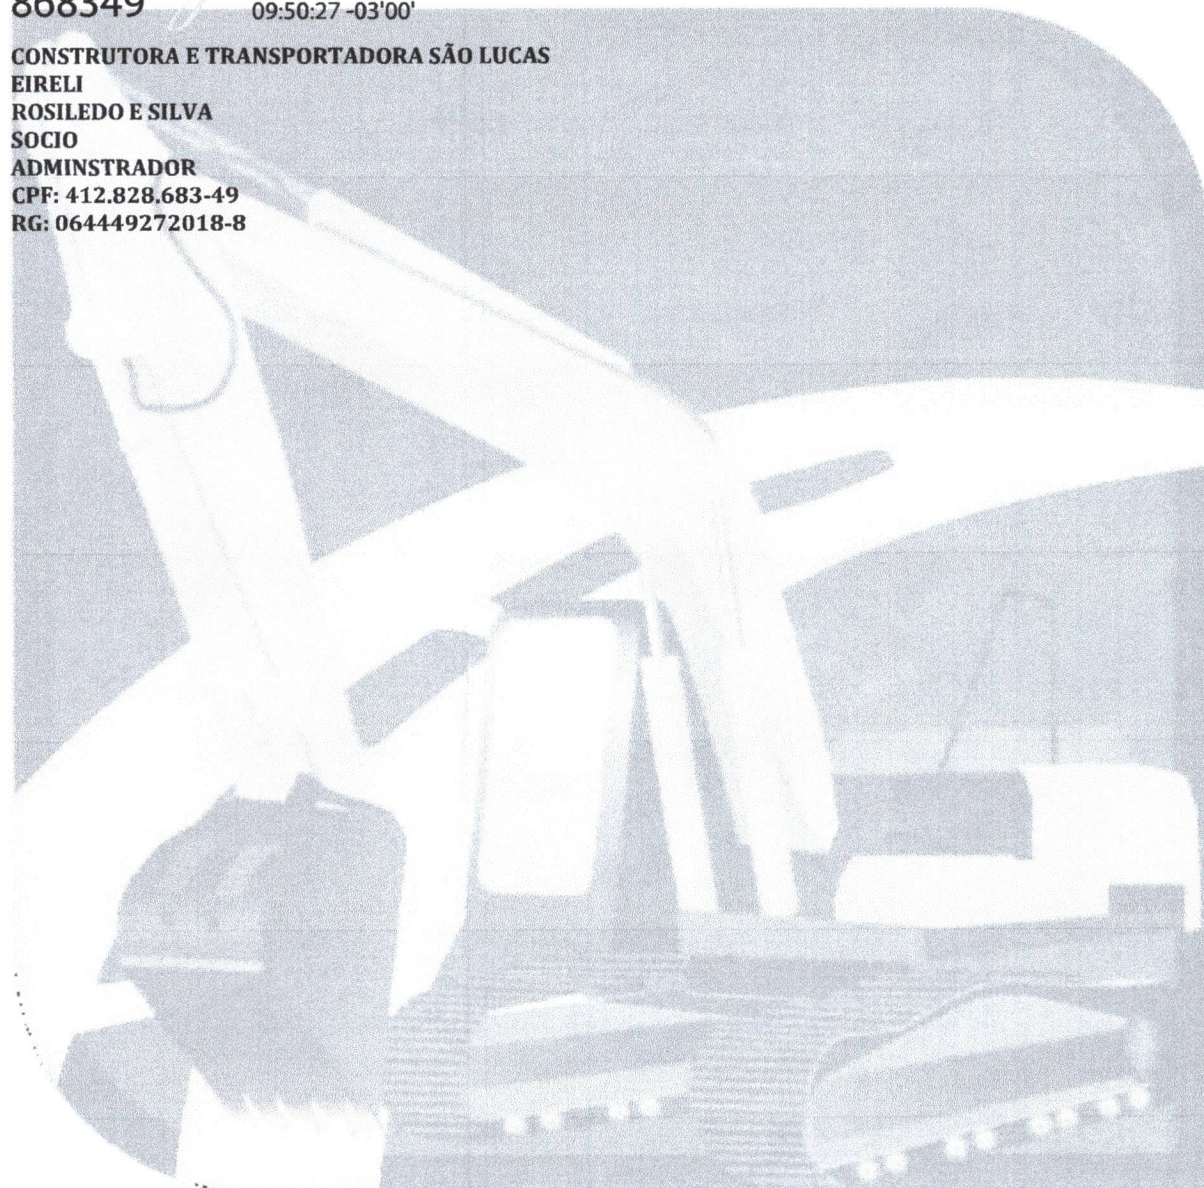 868349 09:50:27 -03'00'
CONSTRUTORA E TRANSPORTADORA SÃO LUCAS
EIRELI
ROSILEDO E SILVA
SOCIO
ADMINSTRADOR
CPF: 412.828.683-49
RG: 064449272018-8